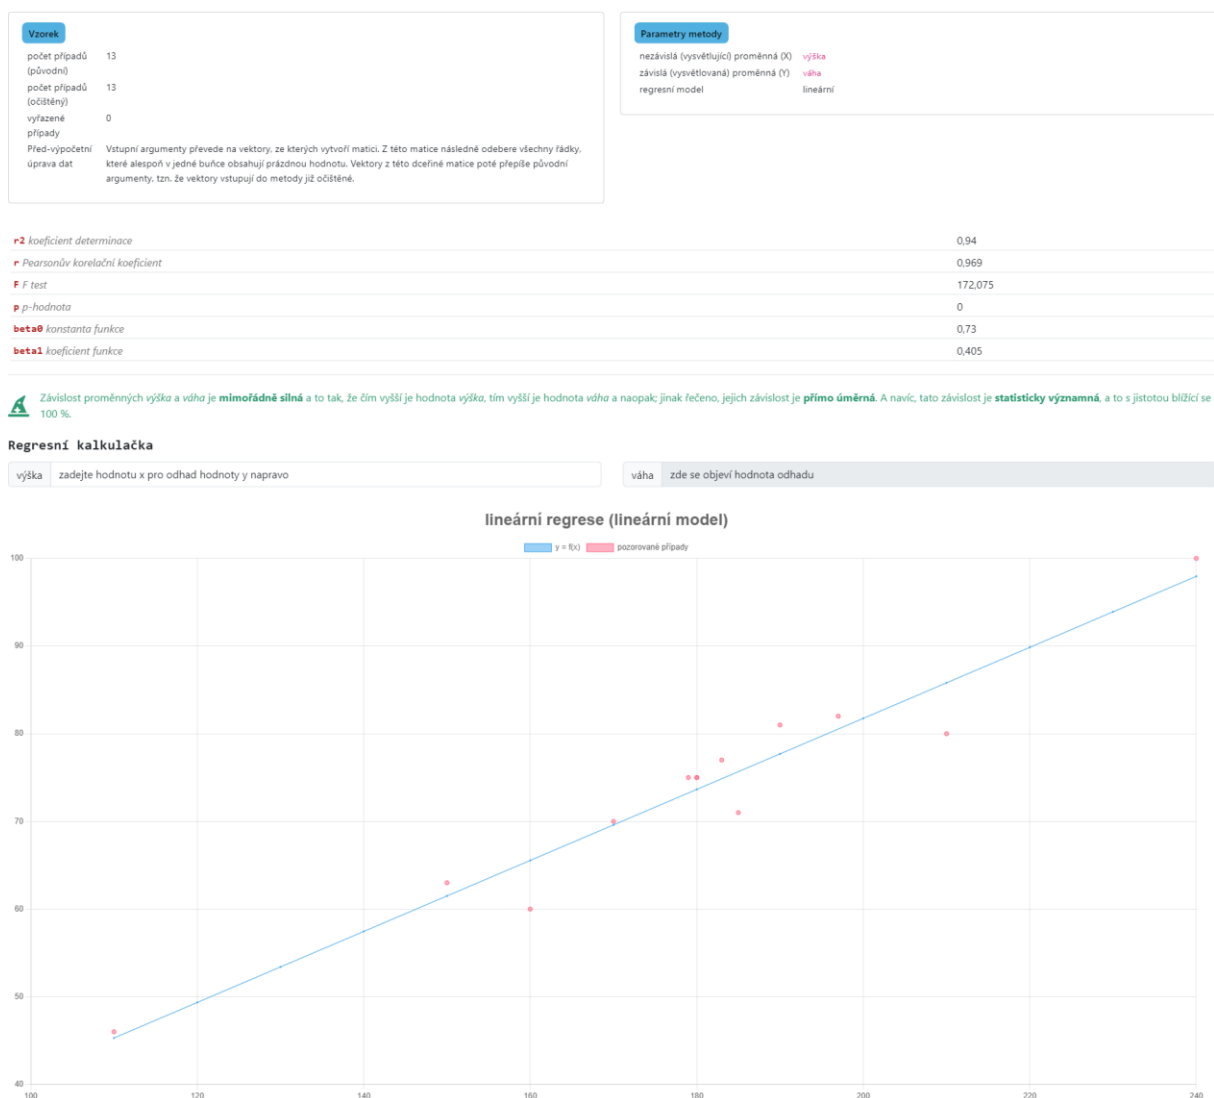 Vzorek
počet případů 13
(původní)
počet případů 13
(očištěný)
vyřazené 0
případy
Před-výpočetní Vstupní argumenty převede na vektory, ze kterých vytvoří matici. Z této matice následně odebere všechny řádky,
úprava dat které alespoň v jedné buňce obsahují prázdnou hodnotu. Vektory z této dceřiné matice poté přepíše původní
argumenty, tzn. že vektory vstupují do metody již očištěné.
Parametry metody
nezávislá (vysvětlující) proměnná (X) výška
závislá (vysvětlovaná) proměnná (Y) váha
regresní model lineární
r2 koeficient determinace 0,94
r Pearsonův korelační koeficient 0,969
F F test 172,075
p p-hodnota 0
beta0 konstanta funkce 0,73
beta1 koeficient funkce 0,405
Závislost proměnných výška a váha je mimořádně silná a to tak, že čím vyšší je hodnota výška, tím vyšší je hodnota váha a naopak; jinak řečeno, jejich závislost je přímo úměrná. A navíc, tato závislost je statisticky významná, a to s jistotou blížící se
100 %.
Regresní kalkulačka
výška zadejte hodnotu x pro odhad hodnoty y napravo
váha zde se objeví hodnota odhadu
lineární regrese (lineární model)
y = f(x) pozorované případy
100
90
80
70
60
50
40
100 120 140 160 180 200 220 240